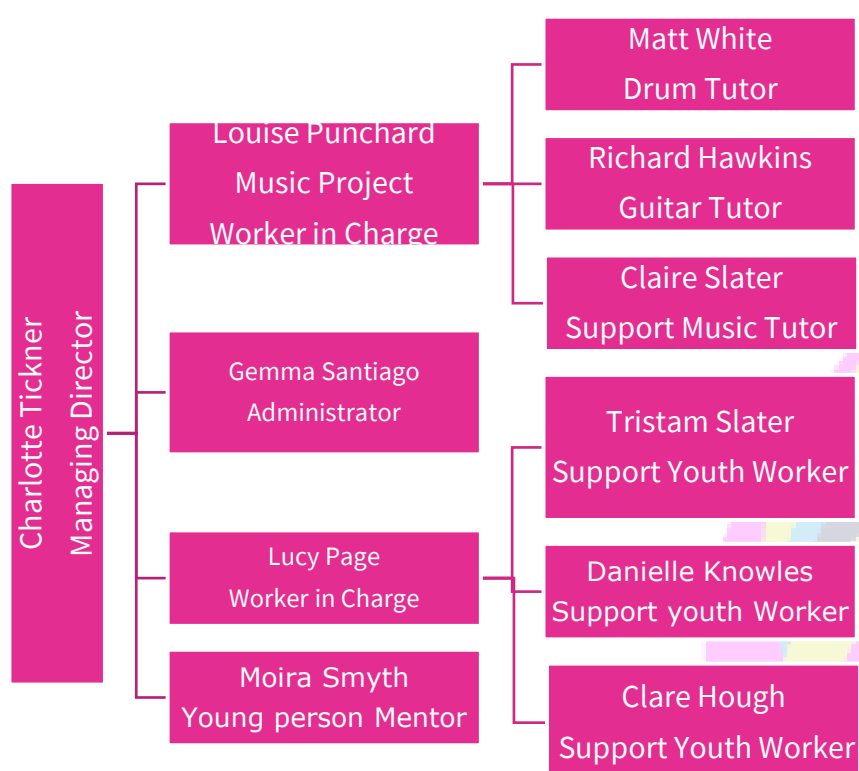 Charlotte Tickner
Managing Director
Louise Punchard
Music Project
Worker in Charge
Matt White
Drum Tutor
Richard Hawkins
Guitar Tutor
Claire Slater
Support Music Tutor
Gemma Santiago
Administrator
Lucy Page
Worker in Charge
Tristam Slater
Support Youth Worker
Danielle Knowles
Support youth Worker
Clare Hough
Support Youth Worker
Moira Smyth
Young person Mentor